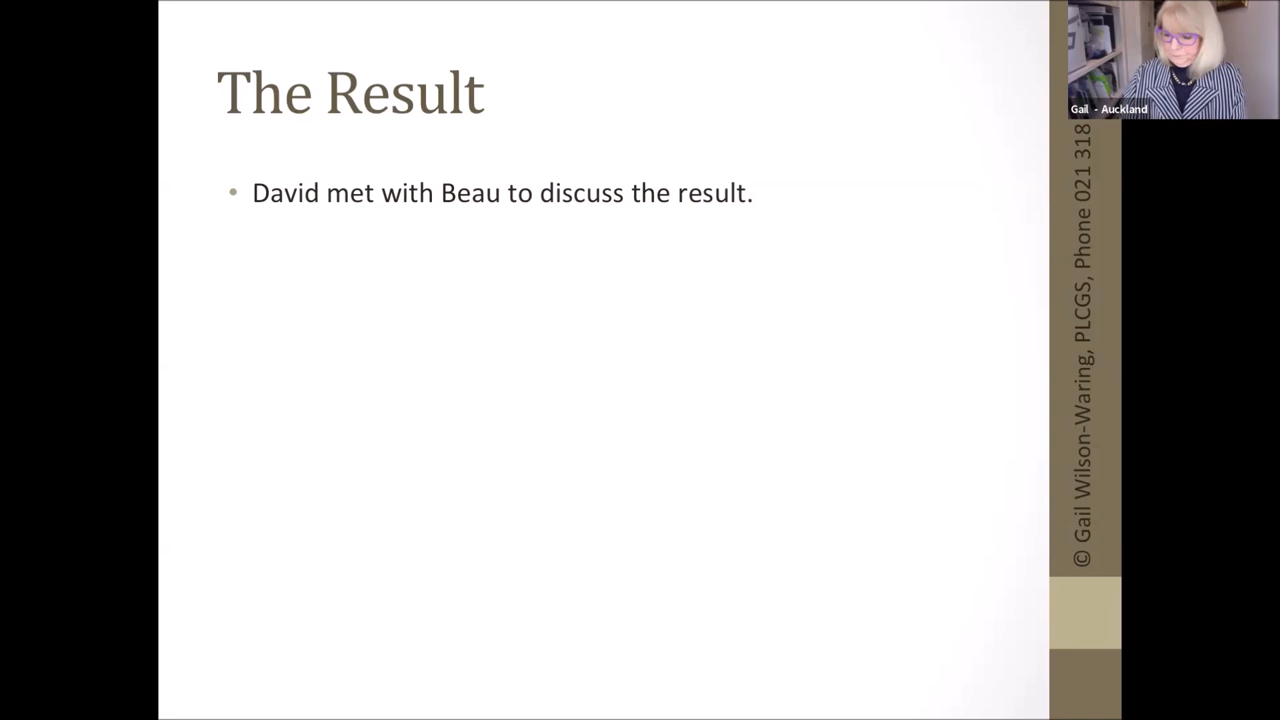 The Result
• David met with Beau to discuss the result.
Gail - Auckland
© Gail Wilson-Waring, PLCGS, Phone 021 318